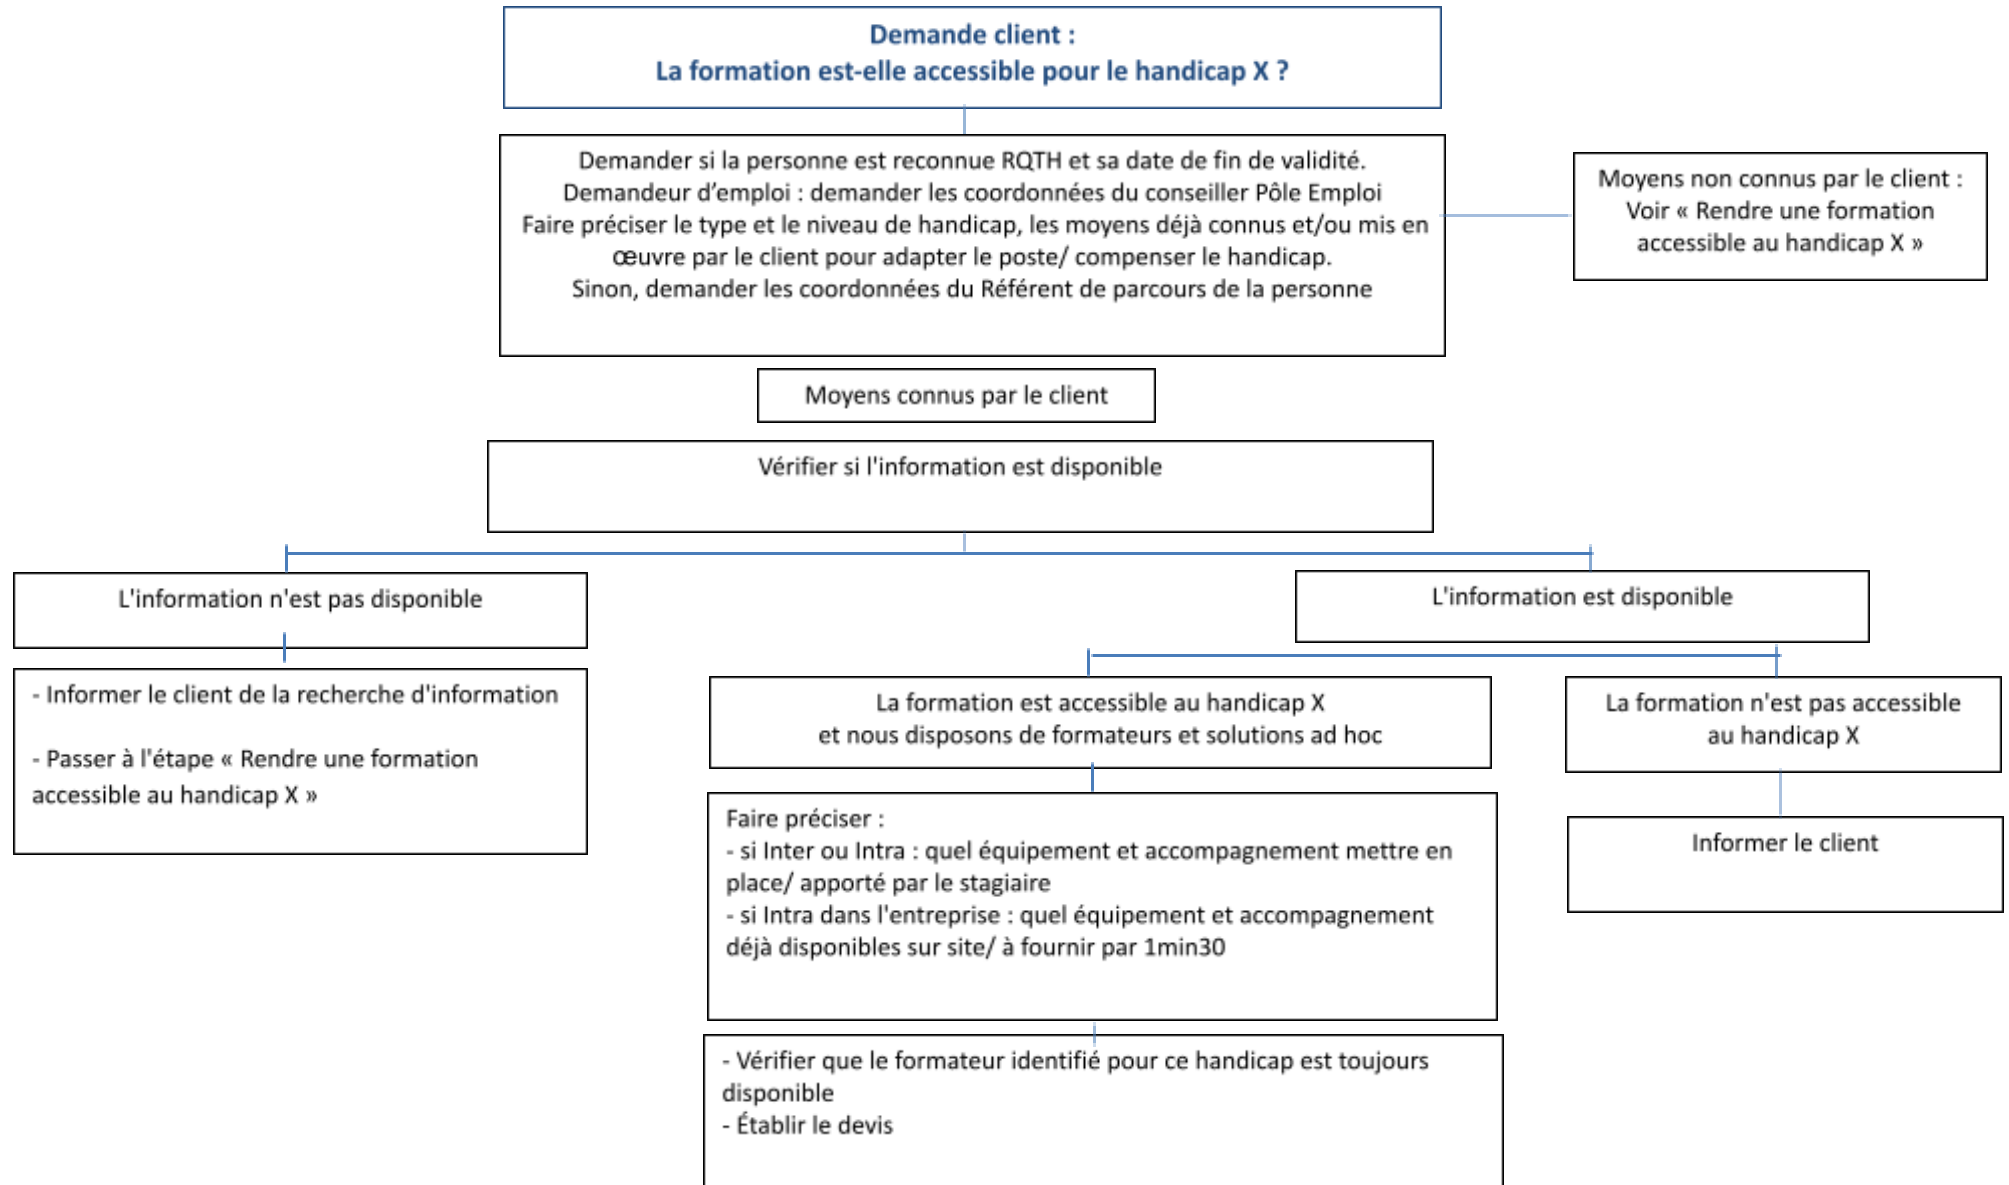 Demande client :
La formation est-elle accessible pour le handicap X ?
Demander si la personne est reconnue RQTH et sa date de fin de validité.
Demandeur d’emploi : demander les coordonnées du conseiller Pôle Emploi
Faire préciser le type et le niveau de handicap, les moyens déjà connus et/ou mis en
œuvre par le client pour adapter le poste/ compenser le handicap.
Sinon, demander les coordonnées du Référent de parcours de la personne
Moyens non connus par le client :
Voir « Rendre une formation
accessible au handicap X »
Moyens connus par le client
Vérifier si l'information est disponible
L'information n'est pas disponible
L'information est disponible
- Informer le client de la recherche d'information
- Passer à l'étape « Rendre une formation
accessible au handicap X »
La formation est accessible au handicap X
et nous disposons de formateurs et solutions ad hoc
La formation n'est pas accessible
au handicap X
Faire préciser :
- si Inter ou Intra : quel équipement et accompagnement mettre en
place/ apporté par le stagiaire
- si Intra dans l'entreprise : quel équipement et accompagnement
déjà disponibles sur site/ à fournir par 1min30
Informer le client
- Vérifier que le formateur identifié pour ce handicap est toujours
disponible
- Établir le devis